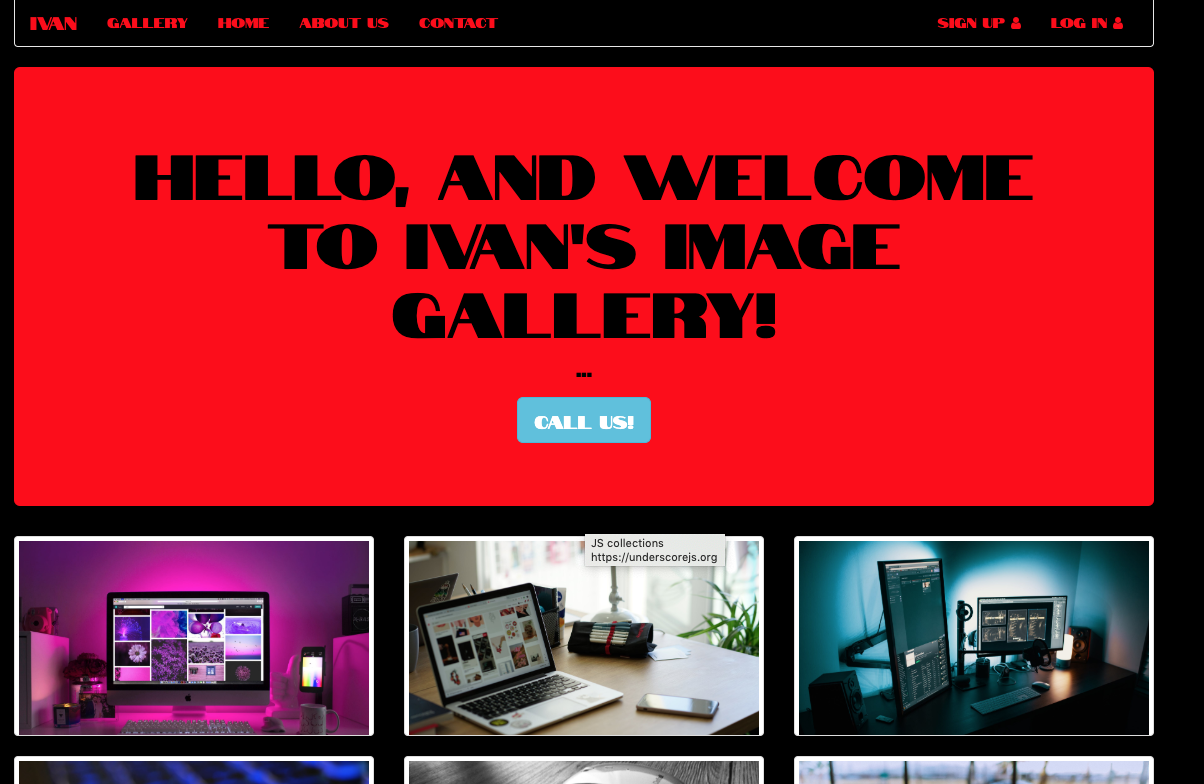 IVAN GALLERY HOME ABOUT US CONTACT SIGN UP LOG IN
HELLO, AND WELCOME
TO IVAN'S IMAGE
GALLERY!
...
CALL US!
JS collections
https://underscorejs.org